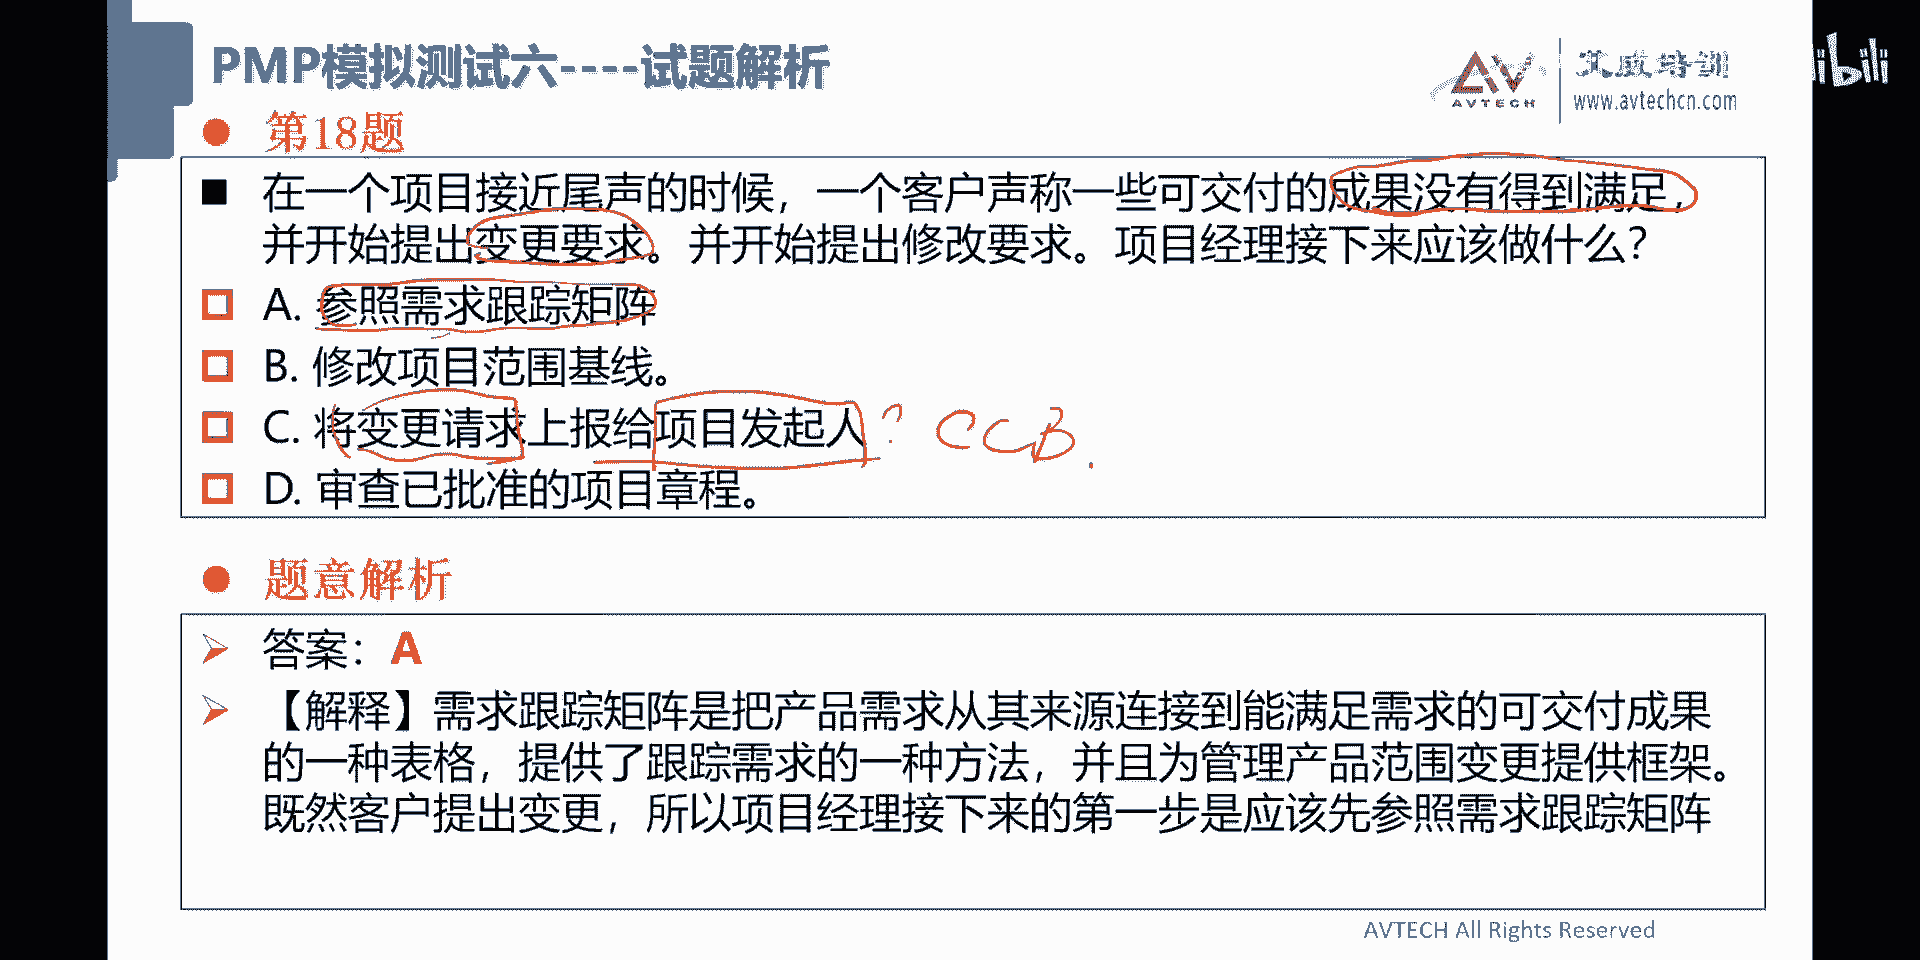 PMP模拟测试六----试题解析
AVTECH
艾威培训
www.avtechcn.com
bili
第18题
在一个项目接近尾声的时候，一个客户声称一些可交付的成果没有得到满足，
并开始提出变更要求。并开始提出修改要求。项目经理接下来应该做什么？
A. 参照需求跟踪矩阵
B. 修改项目范围基线。
C. 将变更请求上报给项目发起人？CCB.
D. 审查已批准的项目章程。
题意解析
答案：A
【解释】需求跟踪矩阵是把产品需求从其来源连接到能满足需求的可交付成果
的一种表格，提供了跟踪需求的一种方法，并且为管理产品范围变更提供框架。
既然客户提出变更，所以项目经理接下来的第一步是应该先参照需求跟踪矩阵
AVTECH All Rights Reserved